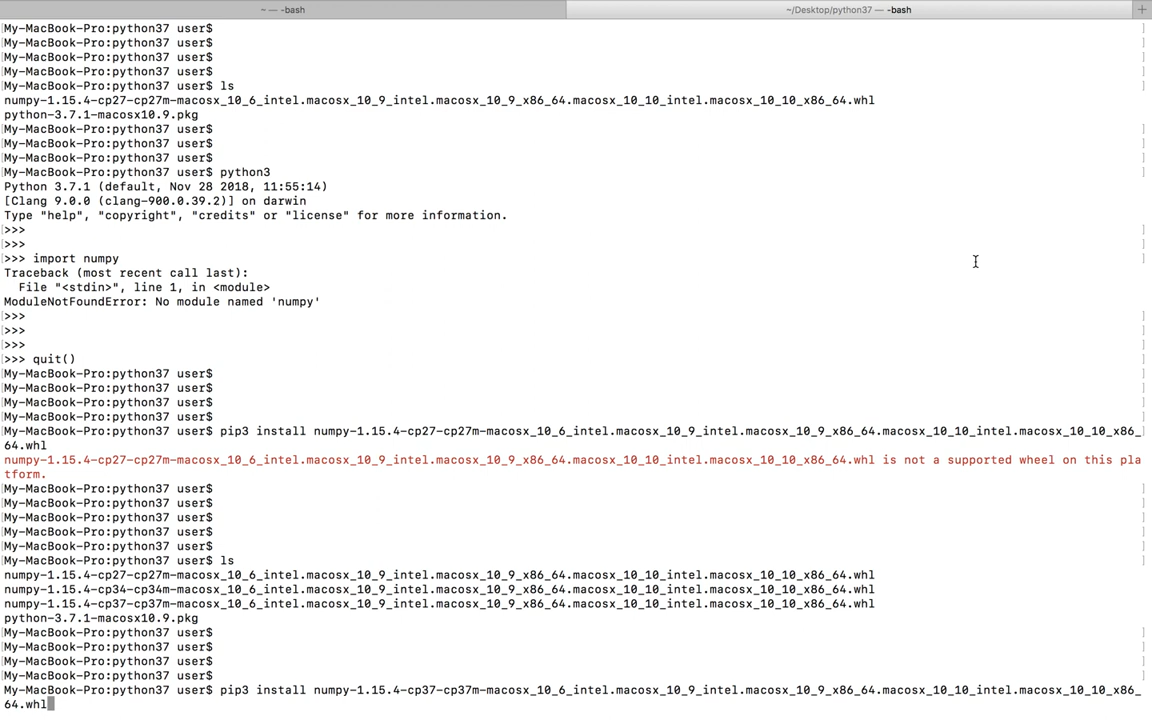 ~ — -bash
~/Desktop/python37 — -bash
+
My-MacBook-Pro:python37 user$
My-MacBook-Pro:python37 user$
My-MacBook-Pro:python37 user$
My-MacBook-Pro:python37 user$
My-MacBook-Pro:python37 user$ ls
numpy-1.15.4-cp27-cp27m-macosx_10_6_intel.macosx_10_9_intel.macosx_10_9_x86_64.macosx_10_10_intel.macosx_10_10_x86_64.whl
python-3.7.1-macosx10.9.pkg
My-MacBook-Pro:python37 user$
My-MacBook-Pro:python37 user$
My-MacBook-Pro:python37 user$
My-MacBook-Pro:python37 user$ python3
Python 3.7.1 (default, Nov 28 2018, 11:55:14)
[Clang 9.0.0 (clang-900.0.39.2)] on darwin
Type "help", "copyright", "credits" or "license" for more information.
>>>
>>>
>>> import numpy
Traceback (most recent call last):
  File "<stdin>", line 1, in <module>
ModuleNotFoundError: No module named 'numpy'
>>>
>>>
>>>
>>> quit()
My-MacBook-Pro:python37 user$
My-MacBook-Pro:python37 user$
My-MacBook-Pro:python37 user$
My-MacBook-Pro:python37 user$
My-MacBook-Pro:python37 user$ pip3 install numpy-1.15.4-cp27-cp27m-macosx_10_6_intel.macosx_10_9_intel.macosx_10_9_x86_64.macosx_10_10_intel.macosx_10_10_x86_
64.whl
numpy-1.15.4-cp27-cp27m-macosx_10_6_intel.macosx_10_9_intel.macosx_10_9_x86_64.macosx_10_10_intel.macosx_10_10_x86_64.whl is not a supported wheel on this pla
tform.
My-MacBook-Pro:python37 user$
My-MacBook-Pro:python37 user$
My-MacBook-Pro:python37 user$
My-MacBook-Pro:python37 user$
My-MacBook-Pro:python37 user$
My-MacBook-Pro:python37 user$ ls
numpy-1.15.4-cp27-cp27m-macosx_10_6_intel.macosx_10_9_intel.macosx_10_9_x86_64.macosx_10_10_intel.macosx_10_10_x86_64.whl
numpy-1.15.4-cp34-cp34m-macosx_10_6_intel.macosx_10_9_intel.macosx_10_9_x86_64.macosx_10_10_intel.macosx_10_10_x86_64.whl
numpy-1.15.4-cp37-cp37m-macosx_10_6_intel.macosx_10_9_intel.macosx_10_9_x86_64.macosx_10_10_intel.macosx_10_10_x86_64.whl
python-3.7.1-macosx10.9.pkg
My-MacBook-Pro:python37 user$
My-MacBook-Pro:python37 user$
My-MacBook-Pro:python37 user$
My-MacBook-Pro:python37 user$
My-MacBook-Pro:python37 user$ pip3 install numpy-1.15.4-cp37-cp37m-macosx_10_6_intel.macosx_10_9_intel.macosx_10_9_x86_64.macosx_10_10_intel.macosx_10_10_x86_
64.whl